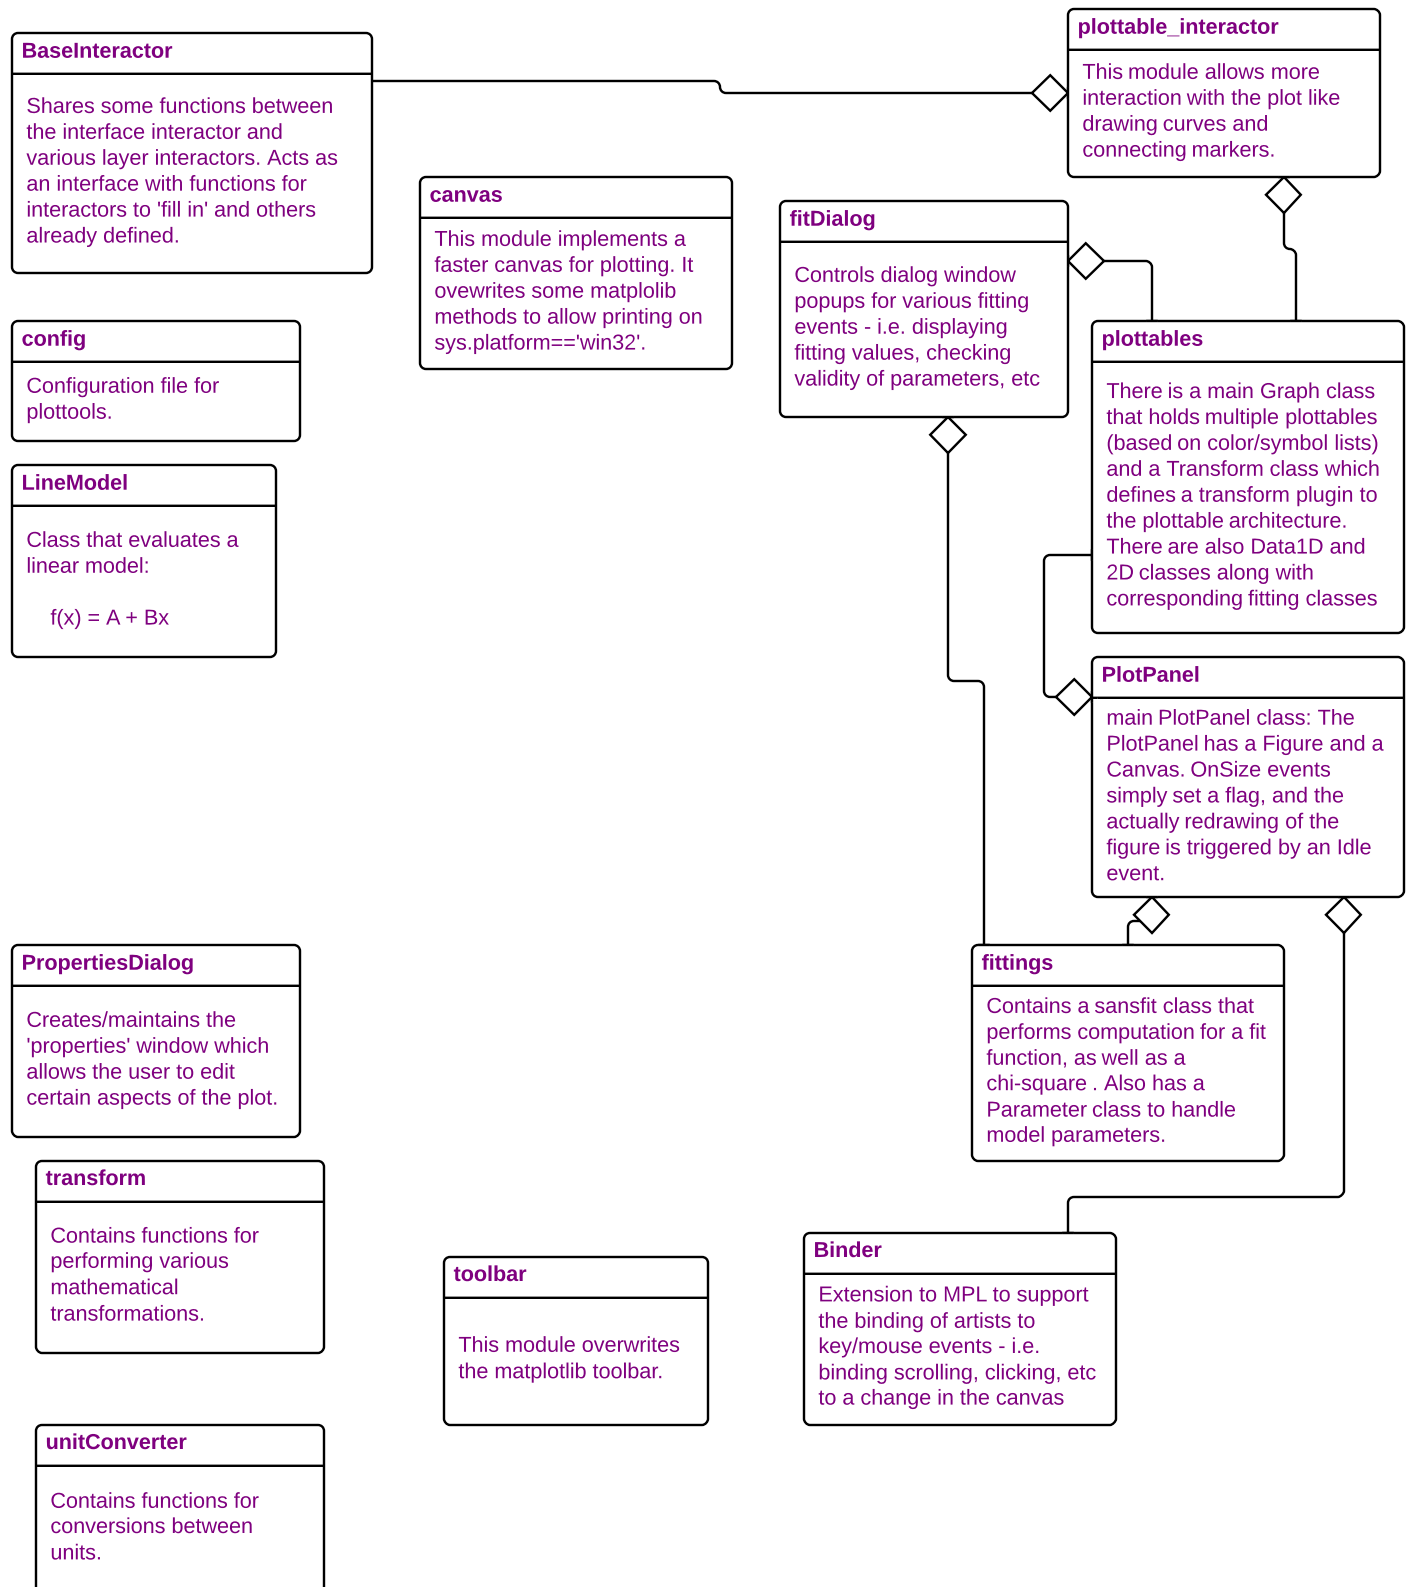 BaseInteractor
Shares some functions between
the interface interactor and
various layer interactors. Acts as
an interface with functions for
interactors to 'fill in' and others
already defined.
plottable_interactor
This module allows more
interaction with the plot like
drawing curves and
connecting markers.
canvas
This module implements a
faster canvas for plotting. It
ovewrites some matplolib
methods to allow printing on
sys.platform=='win32'.
fitDialog
Controls dialog window
popups for various fitting
events - i.e. displaying
fitting values, checking
validity of parameters, etc
config
Configuration file for
plottools.
plottables
There is a main Graph class
that holds multiple plottables
(based on color/symbol lists)
and a Transform class which
defines a transform plugin to
the plottable architecture.
There are also Data1D and
2D classes along with
corresponding fitting classes
LineModel
Class that evaluates a
linear model:
f(x) = A + Bx
PlotPanel
main PlotPanel class: The
PlotPanel has a Figure and a
Canvas. OnSize events
simply set a flag, and the
actually redrawing of the
figure is triggered by an Idle
event.
PropertiesDialog
Creates/maintains the
'properties' window which
allows the user to edit
certain aspects of the plot.
fittings
Contains a sansfit class that
performs computation for a fit
function, as well as a
chi-square . Also has a
Parameter class to handle
model parameters.
transform
Contains functions for
performing various
mathematical
transformations.
toolbar
This module overwrites
the matplotlib toolbar.
Binder
Extension to MPL to support
the binding of artists to
key/mouse events - i.e.
binding scrolling, clicking, etc
to a change in the canvas
unitConverter
Contains functions for
conversions between
units.